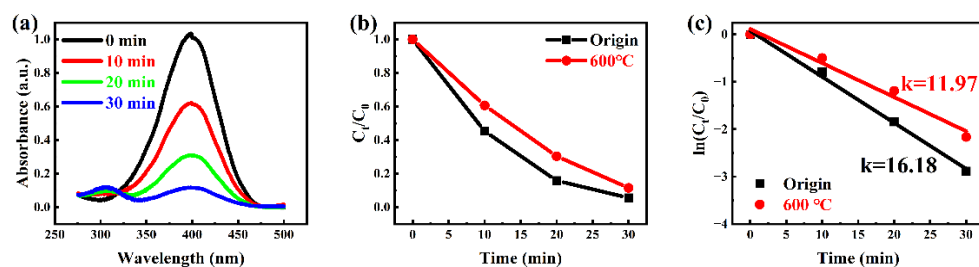 (a)
0 min
10 min
20 min
30 min
Absorbance (a.u.)
1.0
0.8
0.6
0.4
0.2
0.0
250 300 350 400 450 500
Wavelength (nm)
(b)
Origin
600°C
Ct/C0
1.0
0.8
0.6
0.4
0.2
0.0
0 10 20 30
Time (min)
(c)
k=11.97
k=16.18
Origin
600 °C
ln(Ct/C0)
0
−1
−2
−3
−4
0 5 10 15 20 25 30
Time (min)